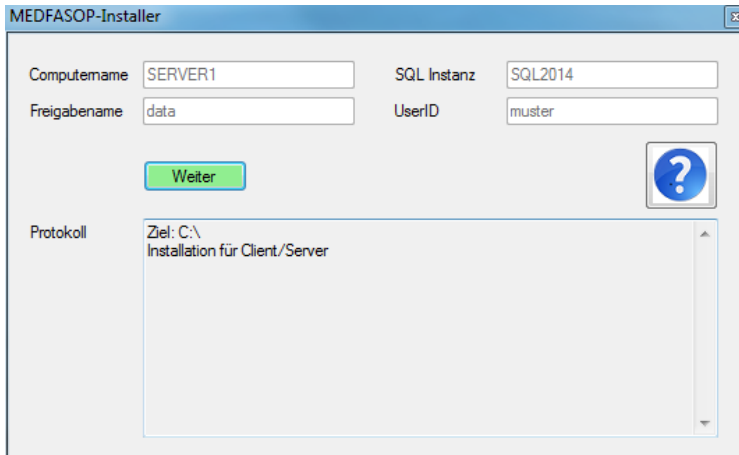 MEDFASOP-Installer
Computername SERVER1 SQL Instanz SQL2014
Freigabename data UserID muster
Weiter
?
Protokoll Ziel: C:\
Installation für Client/Server